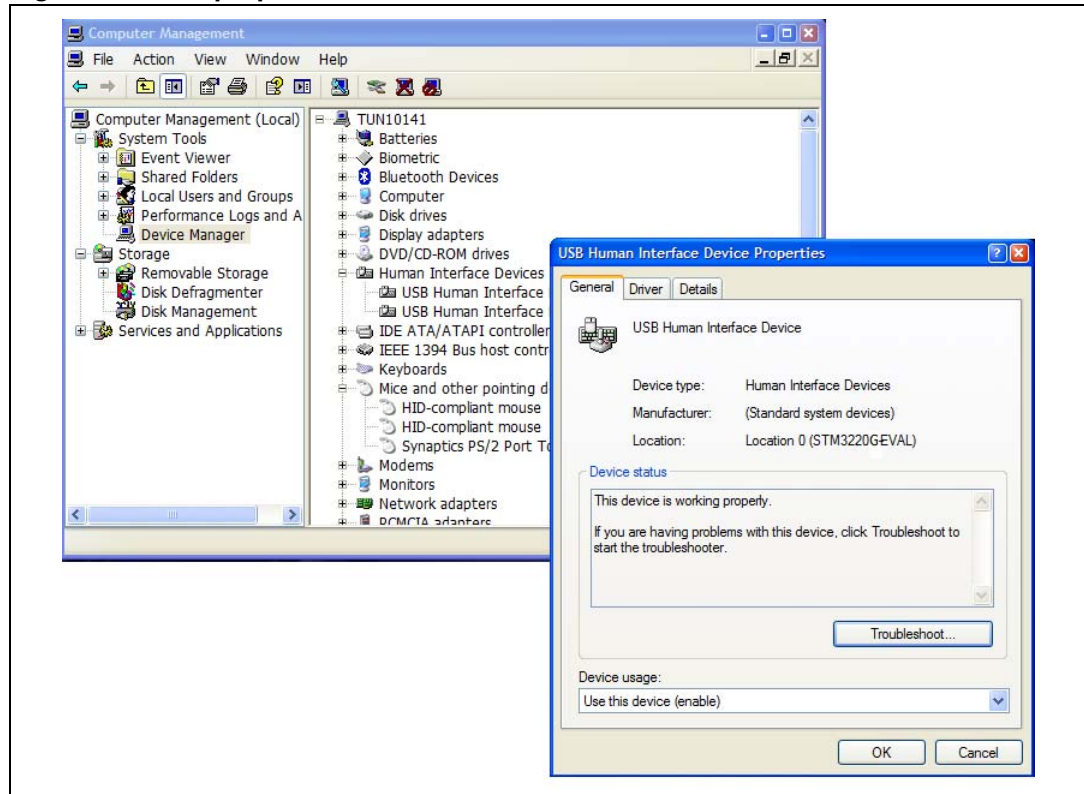 Computer Management
File Action View Window Help
Computer Management (Local)
System Tools
Event Viewer
Shared Folders
Local Users and Groups
Performance Logs and A
Device Manager
Storage
Removable Storage
Disk Defragmenter
Disk Management
Services and Applications
TUN10141
Batteries
Biometric
Bluetooth Devices
Computer
Disk drives
Display adapters
DVD/CD-ROM drives
Human Interface Devices
USB Human Interface
USB Human Interface
IDE ATA/ATAPI controller
IEEE 1394 Bus host contr
Keyboards
Mice and other pointing d
HID-compliant mouse
HID-compliant mouse
Synaptics PS/2 Port To
Modems
Monitors
Network adapters
PCMCIA adapters
USB Human Interface Device Properties
General Driver Details
USB Human Interface Device
Device type: Human Interface Devices
Manufacturer: (Standard system devices)
Location: Location 0 (STM3220G-EVAL)
Device status
This device is working properly.
If you are having problems with this device, click Troubleshoot to
start the troubleshooter.
Troubleshoot...
Device usage:
Use this device (enable)
OK Cancel